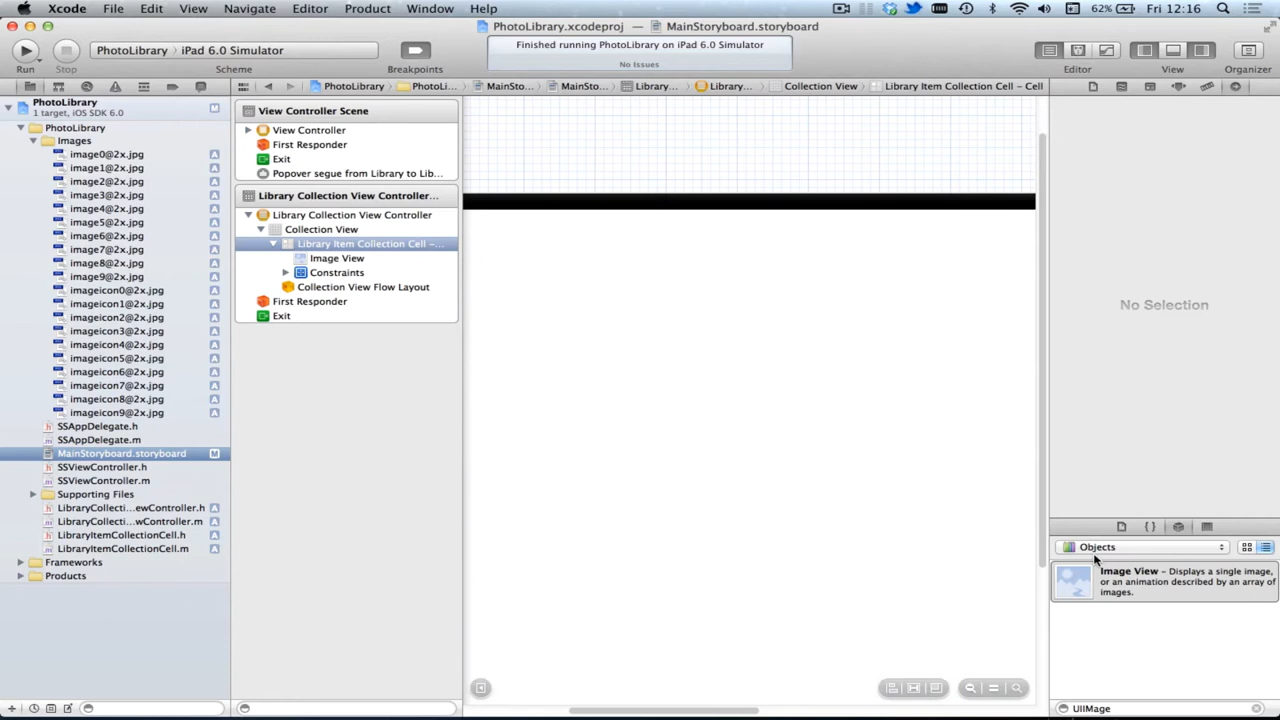 Xcode File Edit View Navigate Editor Product Window Help 62% Fri 12:16
PhotoLibrary.xcodeproj — MainStoryboard.storyboard
PhotoLibrary iPad 6.0 Simulator
Finished running PhotoLibrary on iPad 6.0 Simulator
No Issues
Run Stop Scheme Breakpoints Editor View Organizer
PhotoLibrary PhotoLi... MainSto... MainSto... Library... Library... Collection View Library Item Collection Cell – Cell
PhotoLibrary M
1 target, iOS SDK 6.0
PhotoLibrary
Images
image0@2x.jpg A
image1@2x.jpg A
image2@2x.jpg A
image3@2x.jpg A
image4@2x.jpg A
image5@2x.jpg A
image6@2x.jpg A
image7@2x.jpg A
image8@2x.jpg A
image9@2x.jpg A
imageicon0@2x.jpg A
imageicon1@2x.jpg A
imageicon2@2x.jpg A
imageicon3@2x.jpg A
imageicon4@2x.jpg A
imageicon5@2x.jpg A
imageicon6@2x.jpg A
imageicon7@2x.jpg A
imageicon8@2x.jpg A
imageicon9@2x.jpg A
SSAppDelegate.h
SSAppDelegate.m
MainStoryboard.storyboard M
SSViewController.h
SSViewController.m
Supporting Files
LibraryCollecti...ewController.h A
LibraryCollecti...wController.m A
LibraryItemCollectionCell.h A
LibraryItemCollectionCell.m A
Frameworks
Products
View Controller Scene
View Controller
First Responder
Exit
Popover segue from Library to Lib...
Library Collection View Controller...
Library Collection View Controller
Collection View
Library Item Collection Cell –...
Image View
Constraints
Collection View Flow Layout
First Responder
Exit
No Selection
Objects
Image View – Displays a single image,
or an animation described by an array of
images.
UIIMage